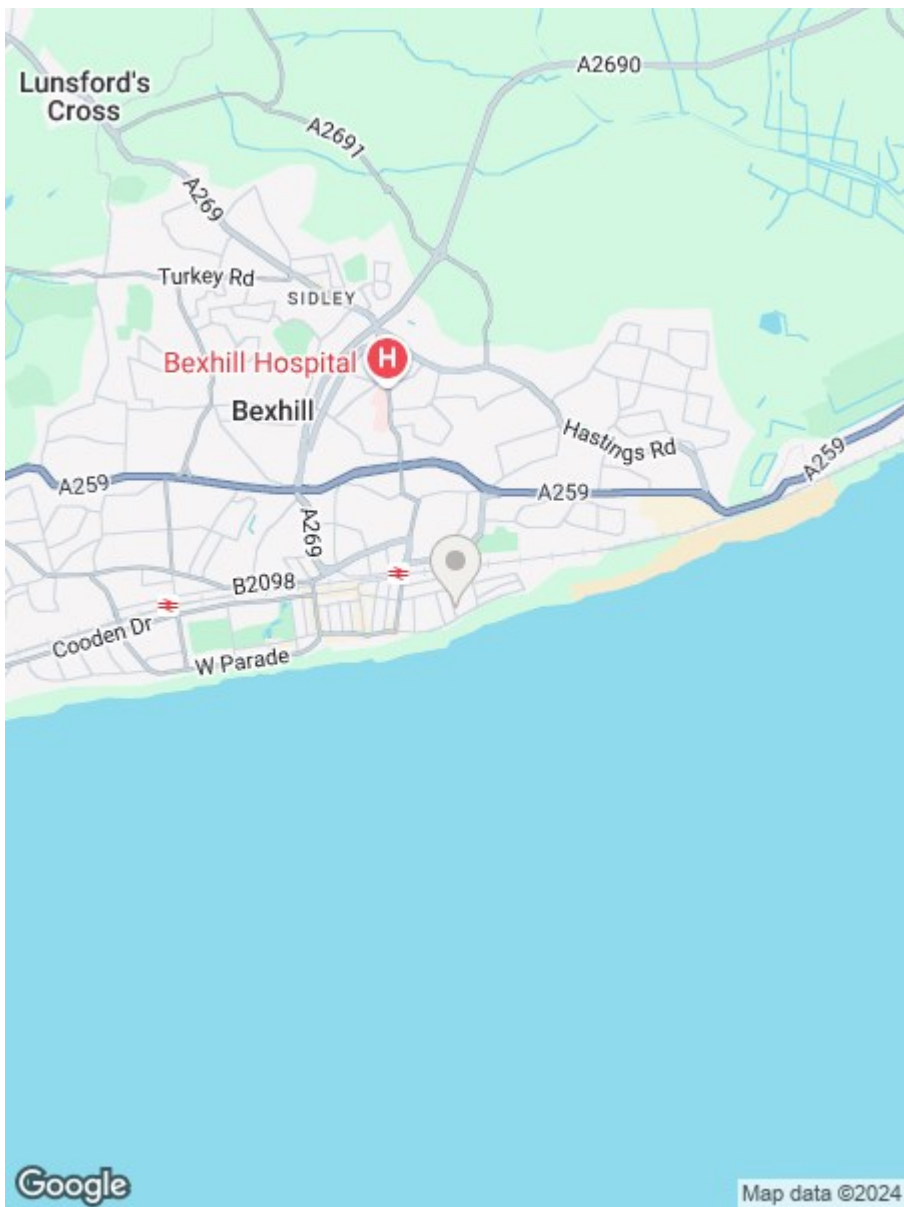 A2690
Lunsford's
Cross
A2691
A269
Turkey Rd
SIDLEY
Bexhill Hospital
H
Bexhill
Hastings Rd
A259
A259
A259
A269
B2098
Cooden Dr
W Parade
Google
Map data ©2024